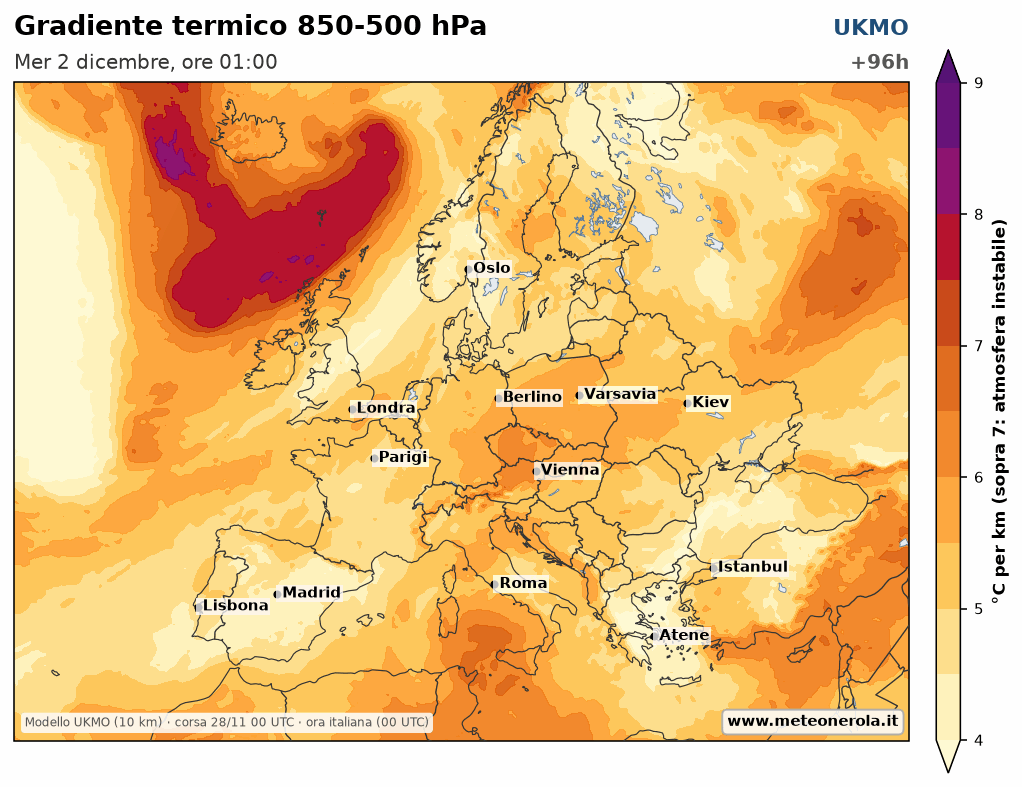 Gradiente termico 850-500 hPa
UKMO
Mer 2 dicembre, ore 01:00
+96h
9
8
7
6
5
4
°C per km (sopra 7: atmosfera instabile)
Oslo
Berlino
Varsavia
Kiev
Londra
Parigi
Vienna
Istanbul
Roma
Madrid
Lisbona
Atene
Modello UKMO (10 km) · corsa 28/11 00 UTC · ora italiana (00 UTC)
www.meteonerola.it